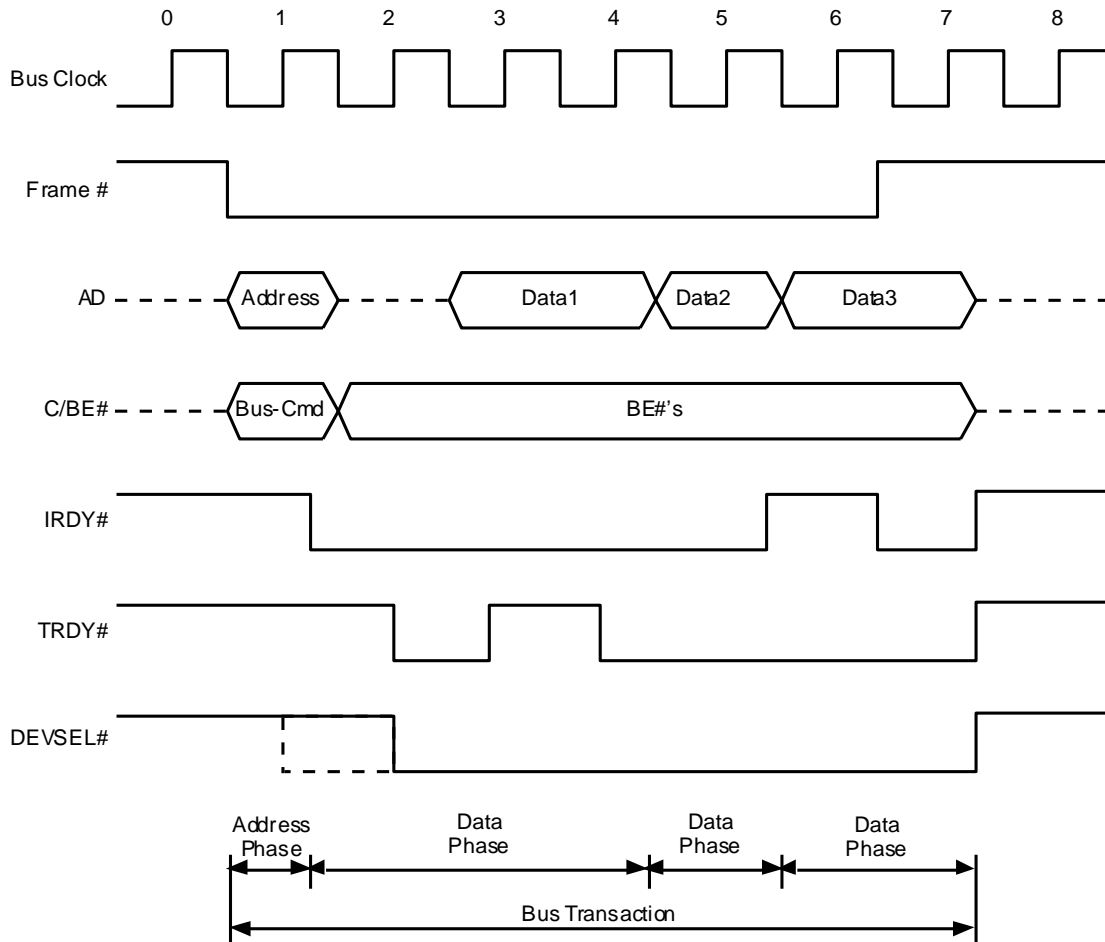 0 1 2 3 4 5 6 7 8
Bus Clock
Frame #
AD Address Data1 Data2 Data3
C/BE# Bus-Cmd BE#'s
IRDY#
TRDY#
DEVSEL#
Address Data Data Data
Phase Phase Phase Phase
Bus Transaction